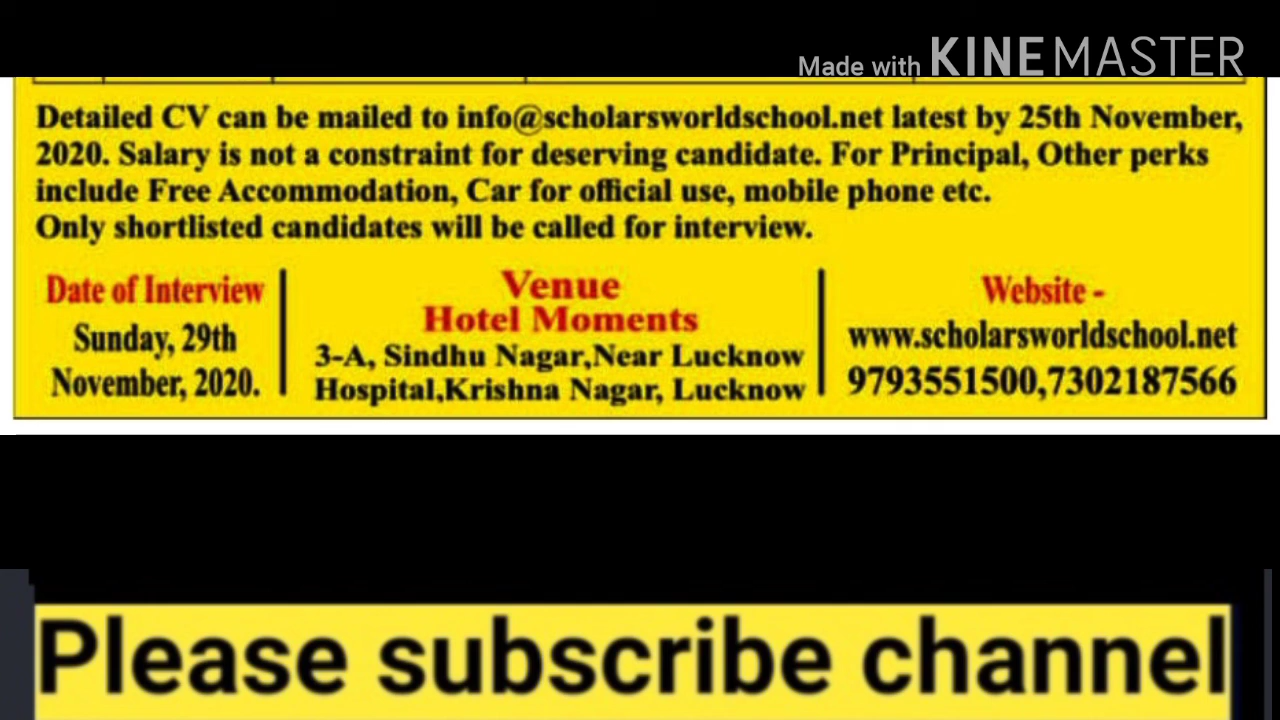 Made with KINEMASTER
Detailed CV can be mailed to info@scholarsworldschool.net latest by 25th November,
2020. Salary is not a constraint for deserving candidate. For Principal, Other perks
include Free Accommodation, Car for official use, mobile phone etc.
Only shortlisted candidates will be called for interview.
Date of Interview
Sunday, 29th
November, 2020.
Venue
Hotel Moments
3-A, Sindhu Nagar,Near Lucknow
Hospital,Krishna Nagar, Lucknow
Website -
www.scholarsworldschool.net
9793551500,7302187566
Please subscribe channel